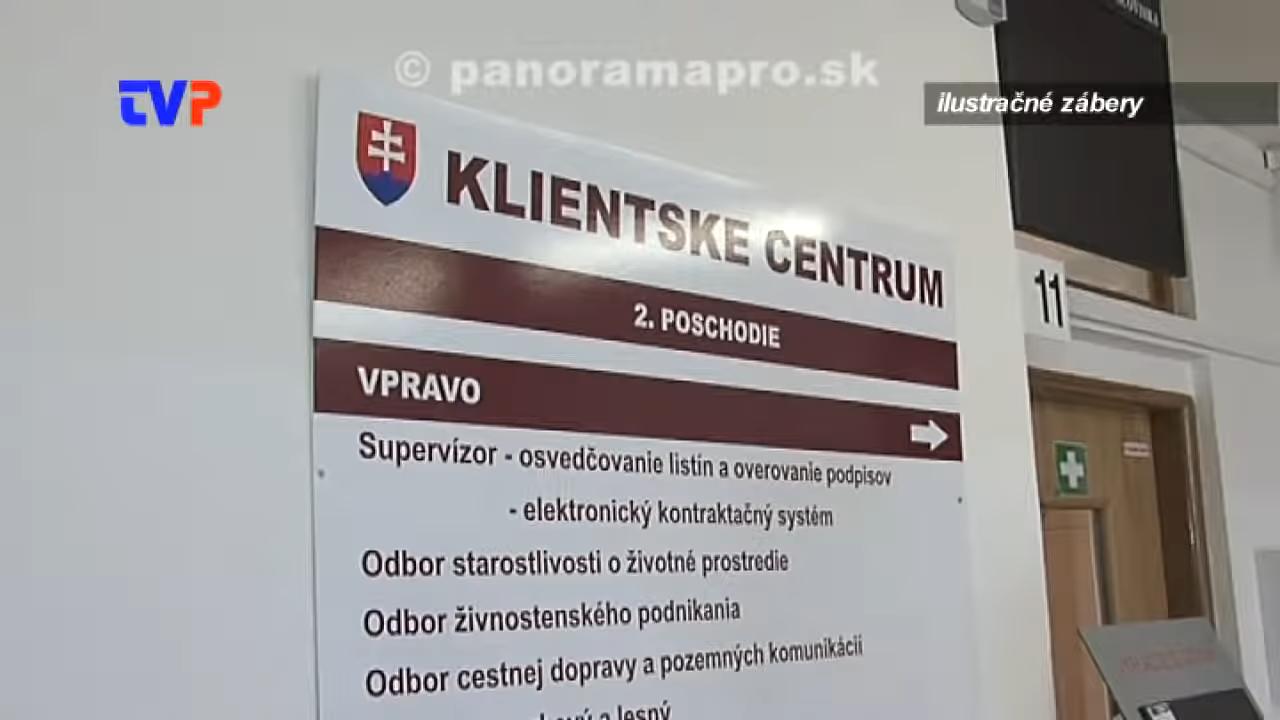 © panoramapro.sk
TVP
ilustračné zábery
KLIENTSKE CENTRUM
2. POSCHODIE
VPRAVO
Supervízor - osvedčovanie listín a overovanie podpisov
- elektronický kontraktačný systém
Odbor starostlivosti o životné prostredie
Odbor živnostenského podnikania
Odbor cestnej dopravy a pozemných komunikácií
a lesný
11